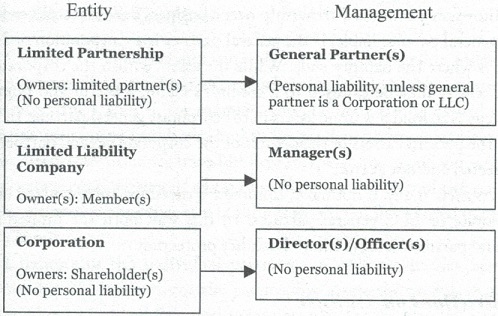 Entity
Management
Limited Partnership
Owners: limited partner(s)
(No personal liability)
General Partner(s)
(Personal liability, unless general
partner is a Corporation or LLC)
Limited Liability
Company
Owner(s): Member(s)
Manager(s)
(No personal liability)
Corporation
Owners: Shareholder(s)
(No personal liability)
Director(s)/Officer(s)
(No personal liability)